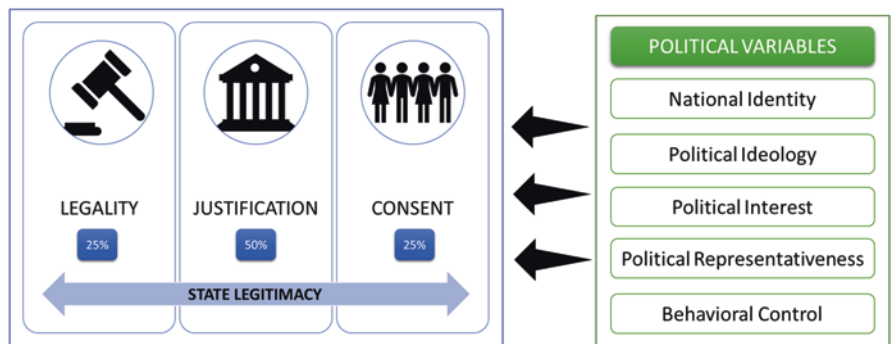 LEGALITY
25%
JUSTIFICATION
50%
CONSENT
25%
STATE LEGITIMACY
POLITICAL VARIABLES
National Identity
Political Ideology
Political Interest
Political Representativeness
Behavioral Control